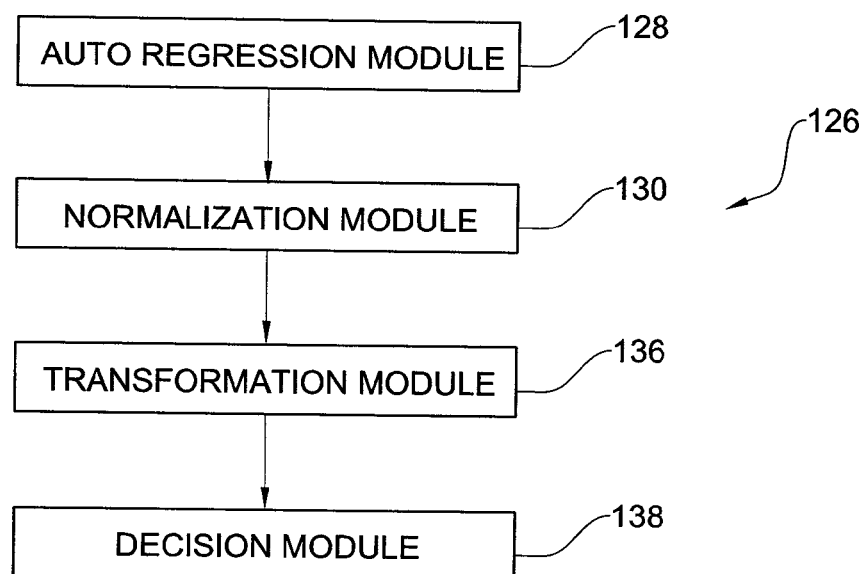 AUTO REGRESSION MODULE
128
126
NORMALIZATION MODULE
130
TRANSFORMATION MODULE
136
DECISION MODULE
138